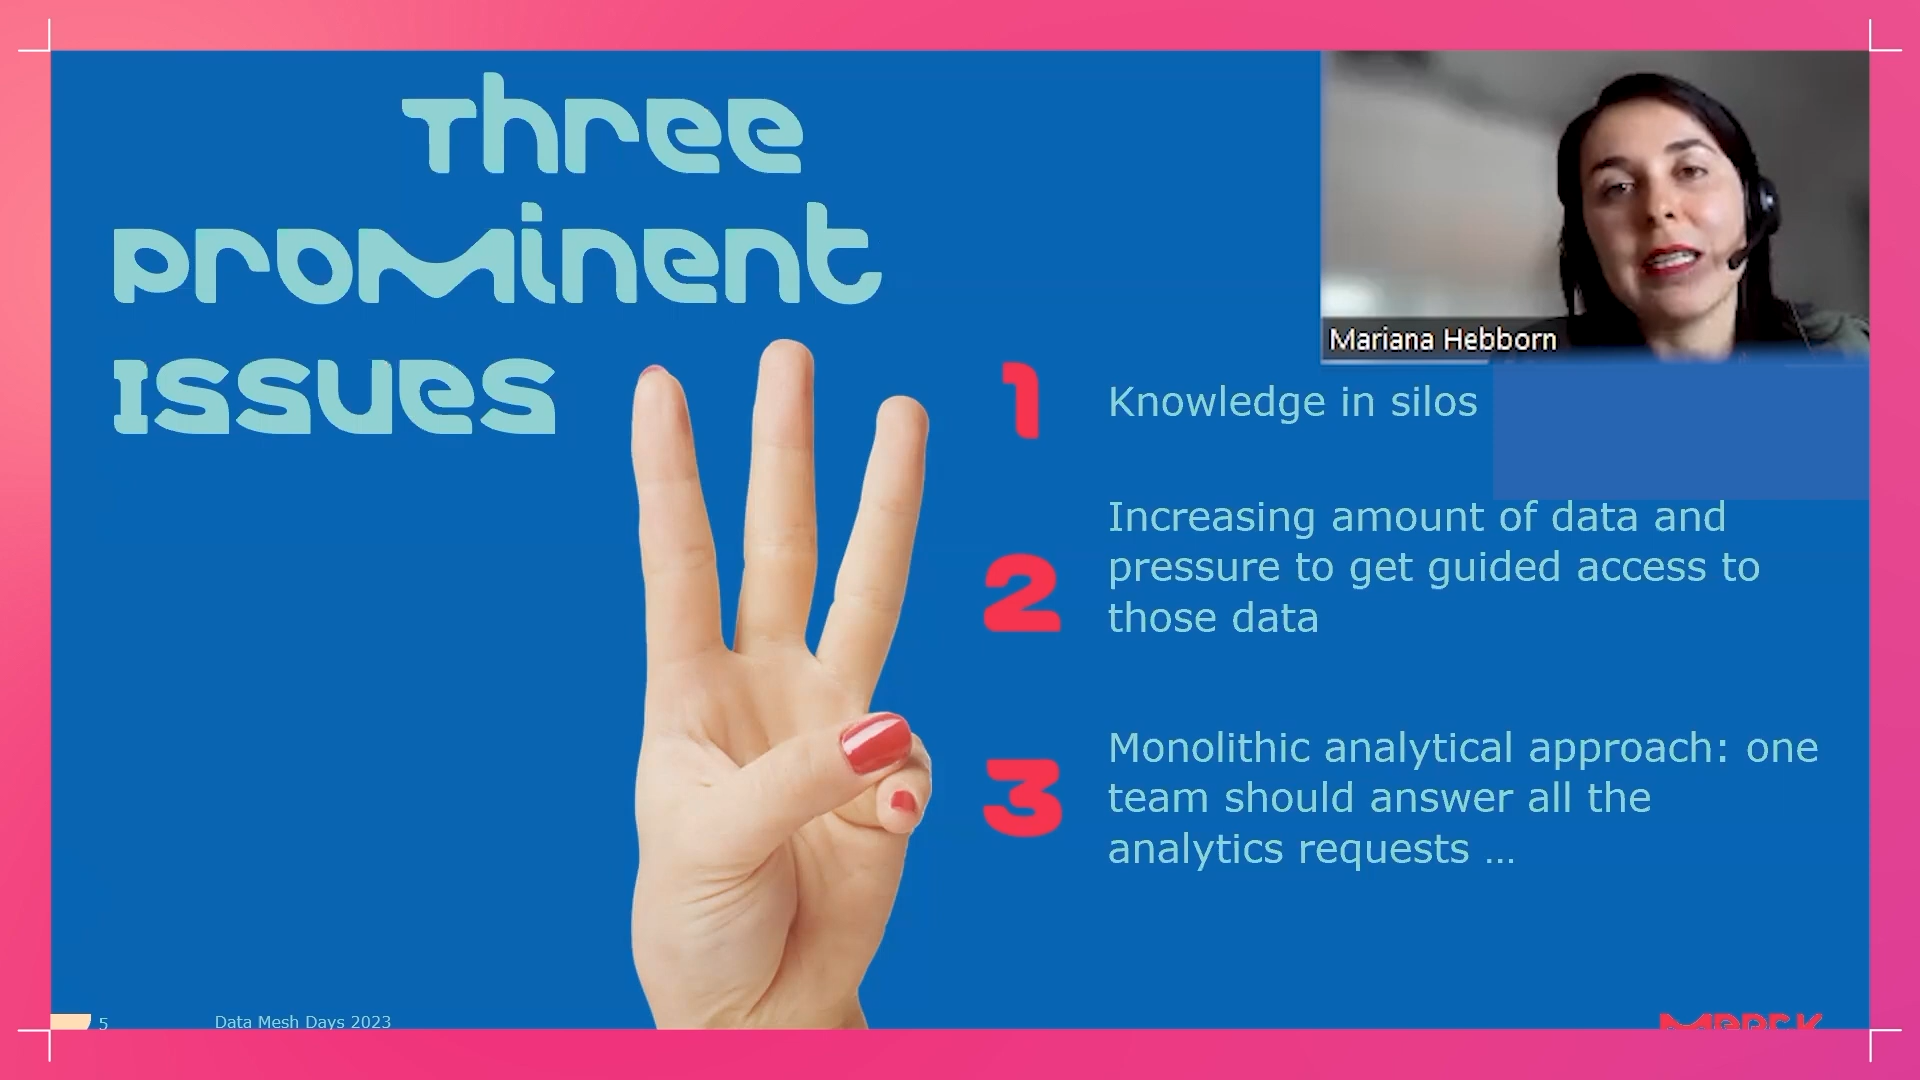 Three
ProMinent
Issues
Mariana Hebborn
1
Knowledge in silos
2
Increasing amount of data and
pressure to get guided access to
those data
3
Monolithic analytical approach: one
team should answer all the
analytics requests …
5
Data Mesh Days 2023
MERCK